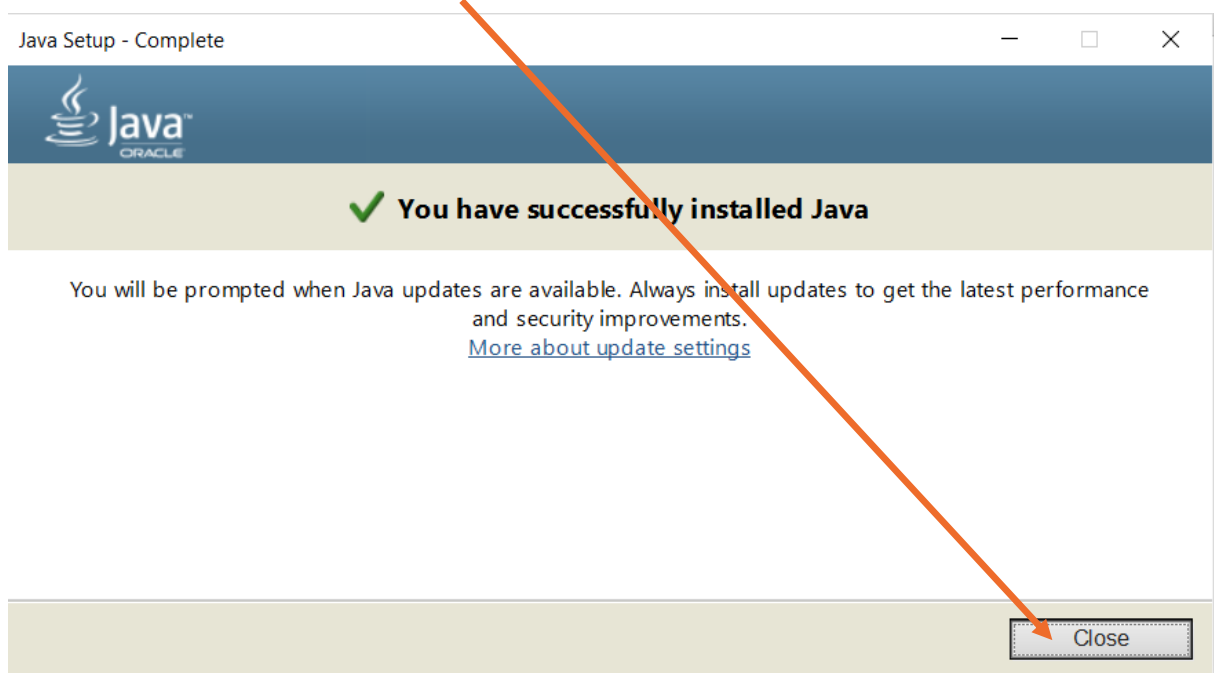 Java Setup - Complete
Java™
ORACLE
You have successfully installed Java
You will be prompted when Java updates are available. Always install updates to get the latest performance
and security improvements.
More about update settings
Close